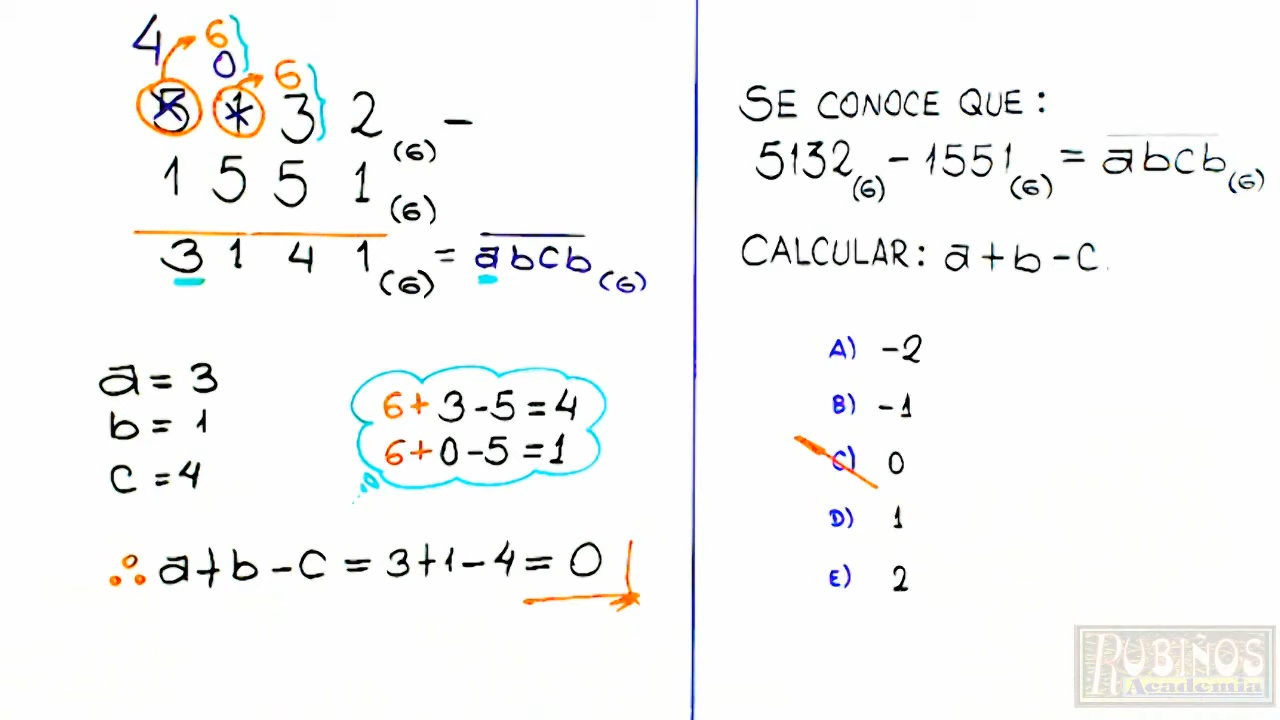 4 6
0
6
5 1 3 2(6) −
1 5 5 1(6)
3 1 4 1(6) = abcb(6)
a = 3
b = 1
c = 4
6+3-5=4
6+0-5=1
∴ a+b-c = 3+1-4 = 0
SE CONOCE QUE:
5132(6) - 1551(6) = abcb(6)
CALCULAR: a+b-c.
A) -2
B) -1
C) 0
D) 1
E) 2
RUBIÑOS
Academia